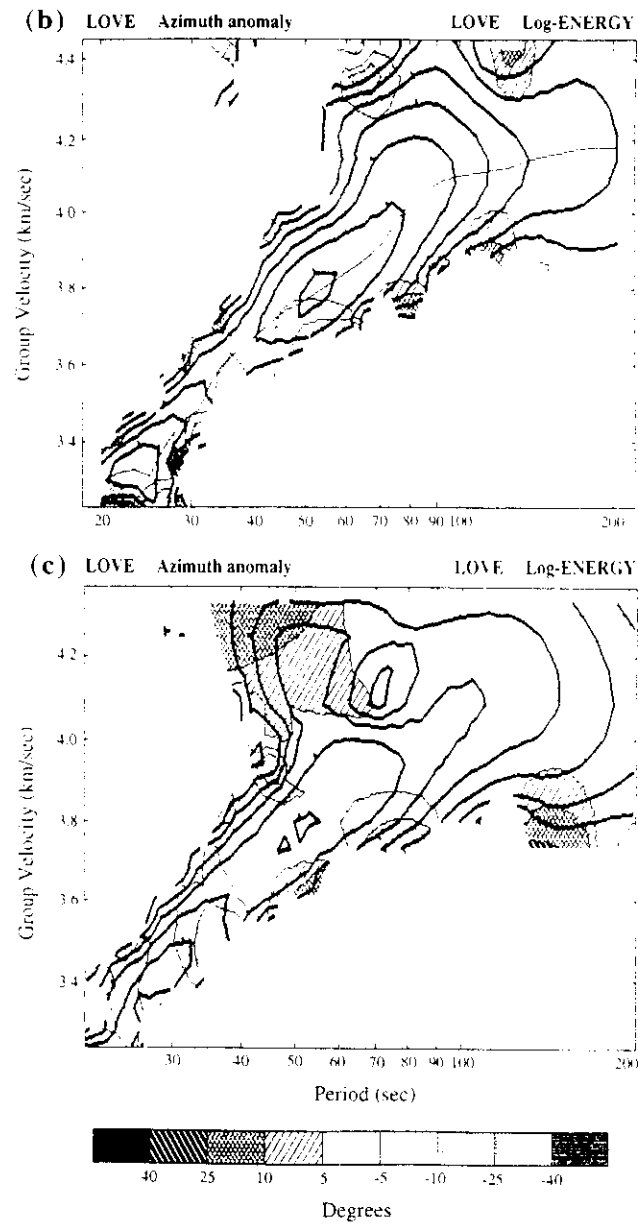 (b) LOVE Azimuth anomaly LOVE Log-ENERGY
4.4
4.2
4.0
3.8
3.6
3.4
Group Velocity (km/sec)
20 30 40 50 60 70 80 90 100 200
(c) LOVE Azimuth anomaly LOVE Log-ENERGY
4.2
4.0
3.8
3.6
3.4
Group Velocity (km/sec)
30 40 50 60 70 80 90 100 200
Period (sec)
40 25 10 5 -5 -10 -25 -40
Degrees